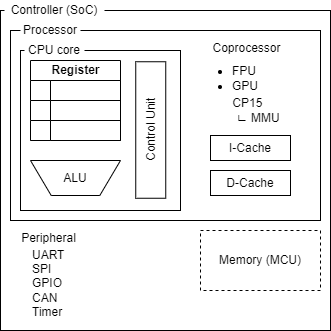 Controller (SoC)
Processor
CPU core
Register
Control Unit
ALU
Coprocessor
• FPU
• GPU
CP15
∟ MMU
I-Cache
D-Cache
Peripheral
UART
SPI
GPIO
CAN
Timer
Memory (MCU)